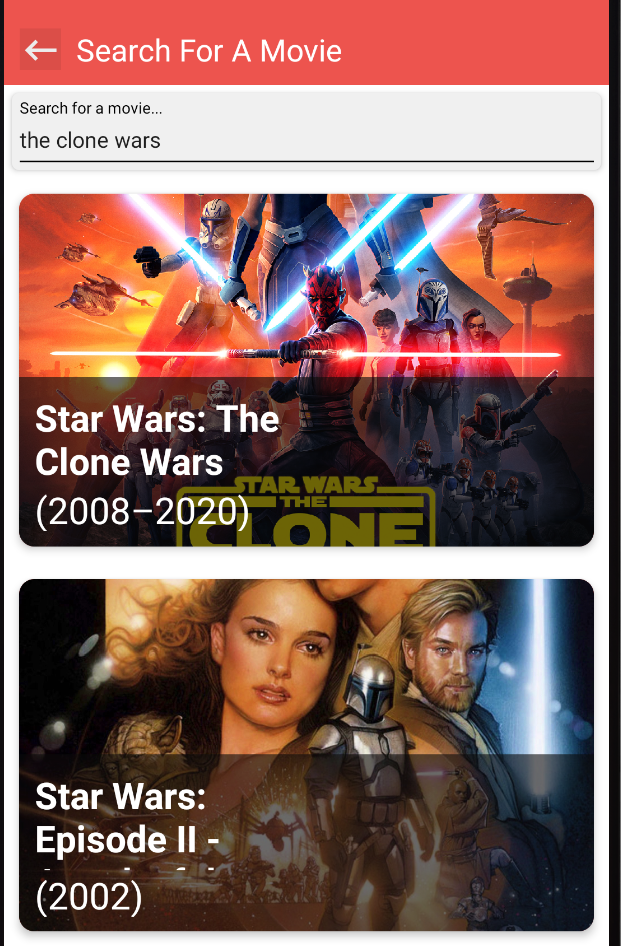 Search For A Movie
Search for a movie...
the clone wars
Star Wars: The
Clone Wars
(2008–2020)
STAR WARS
THE
CLONE
Star Wars:
Episode II -
(2002)